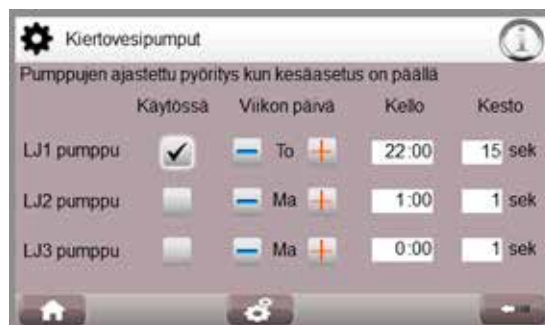 Kiertovesipumput
Pumppujen ajastettu pyöritys kun kesäasetus on päällä
Käytössä Viikon päivä Kello Kesto
LJ1 pumppu To 22:00 15 sek
LJ2 pumppu Ma 1:00 1 sek
LJ3 pumppu Ma 0:00 1 sek